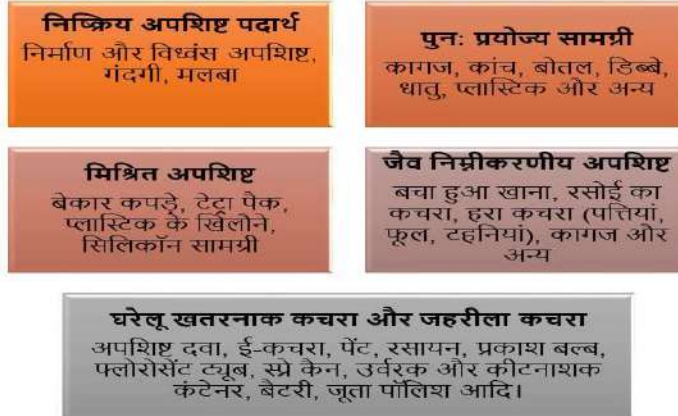 निष्क्रिय अपशिष्ट पदार्थ
निर्माण और विध्वंस अपशिष्ट,
गंदगी, मलबा
पुन: प्रयोज्य सामग्री
कागज, कांच, बोतल, डिब्बे,
धातु, प्लास्टिक और अन्य
मिश्रित अपशिष्ट
बेकार कपड़े, टेट्रा पैक,
प्लास्टिक के खिलौने,
सिलिकॉन सामग्री
जैव निम्नीकरणीय अपशिष्ट
बचा हुआ खाना, रसोई का
कचरा, हरा कचरा (पत्तियां,
फूल, टहनियां), कागज और
अन्य
घरेलू खतरनाक कचरा और जहरीला कचरा
अपशिष्ट दवा, ई-कचरा, पेंट, रसायन, प्रकाश बल्ब,
फ्लोरोसेंट ट्यूब, स्प्रे कैन, उर्वरक और कीटनाशक
कंटेनर, बैटरी, जूता पॉलिश आदि।